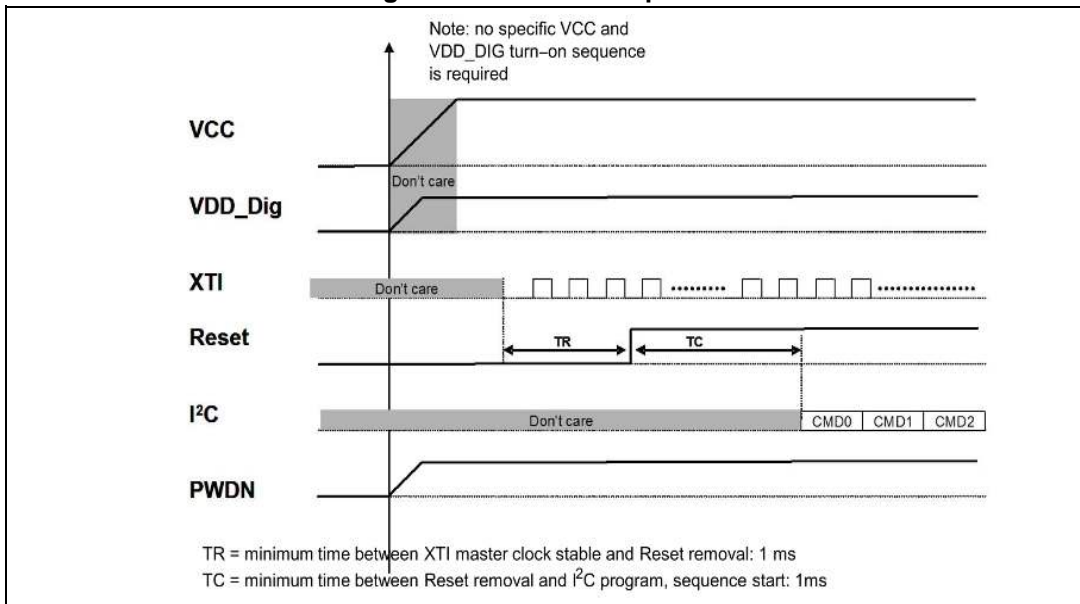 Note: no specific VCC and
VDD_DIG turn–on sequence
is required
VCC
Don't care
VDD_Dig
XTI
Don't care
Reset
TR
TC
I²C
Don't care
CMD0
CMD1
CMD2
PWDN
TR = minimum time between XTI master clock stable and Reset removal: 1 ms
TC = minimum time between Reset removal and I²C program, sequence start: 1ms